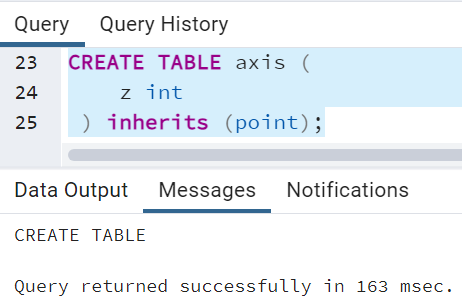 Query Query History
23 CREATE TABLE axis (
24 z int
25 ) inherits (point);
Data Output Messages Notifications
CREATE TABLE
Query returned successfully in 163 msec.